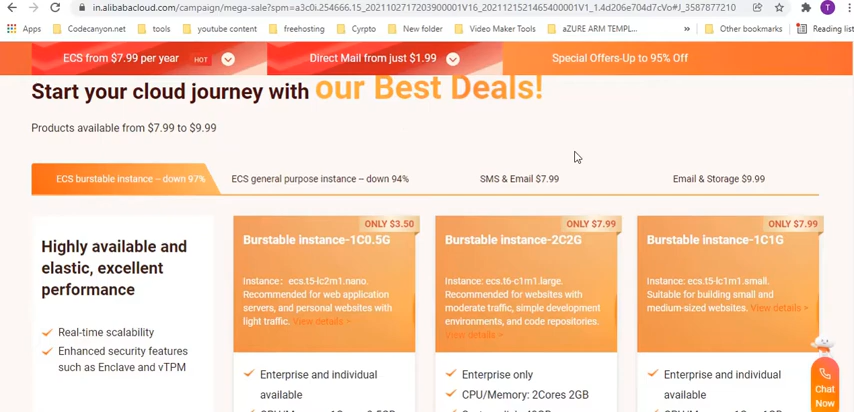 in.alibabacloud.com/campaign/mega-sale?spm=a3c0i.254666.15_2021102717203900001V16_2021121521465400001V1_1.4d206e704d7cVo#J_3587877210
T
Apps Codecanyon.net tools youtube content freehosting Cyrpto New folder Video Maker Tools aZURE ARM TEMPL... » Other bookmarks Reading list
ECS from $7.99 per year HOT Direct Mail from just $1.99 Special Offers-Up to 95% Off
Start your cloud journey with our Best Deals!
Products available from $7.99 to $9.99
ECS burstable instance – down 97% ECS general purpose instance – down 94% SMS & Email $7.99 Email & Storage $9.99
Highly available and
elastic, excellent
performance
Real-time scalability
Enhanced security features
such as Enclave and vTPM
ONLY $3.50
Burstable instance-1C0.5G
Instance: ecs.t5-lc2m1.nano.
Recommended for web application
servers, and personal websites with
light traffic. View details >
Enterprise and individual
available
ONLY $7.99
Burstable instance-2C2G
Instance: ecs.t6-c1m1.large.
Recommended for websites with
moderate traffic, simple development
environments, and code repositories.
View details >
Enterprise only
CPU/Memory: 2Cores 2GB
ONLY $7.99
Burstable instance-1C1G
Instance: ecs.t5-lc1m1.small.
Suitable for building small and
medium-sized websites. View details >
Enterprise and individual
available
Chat
Now